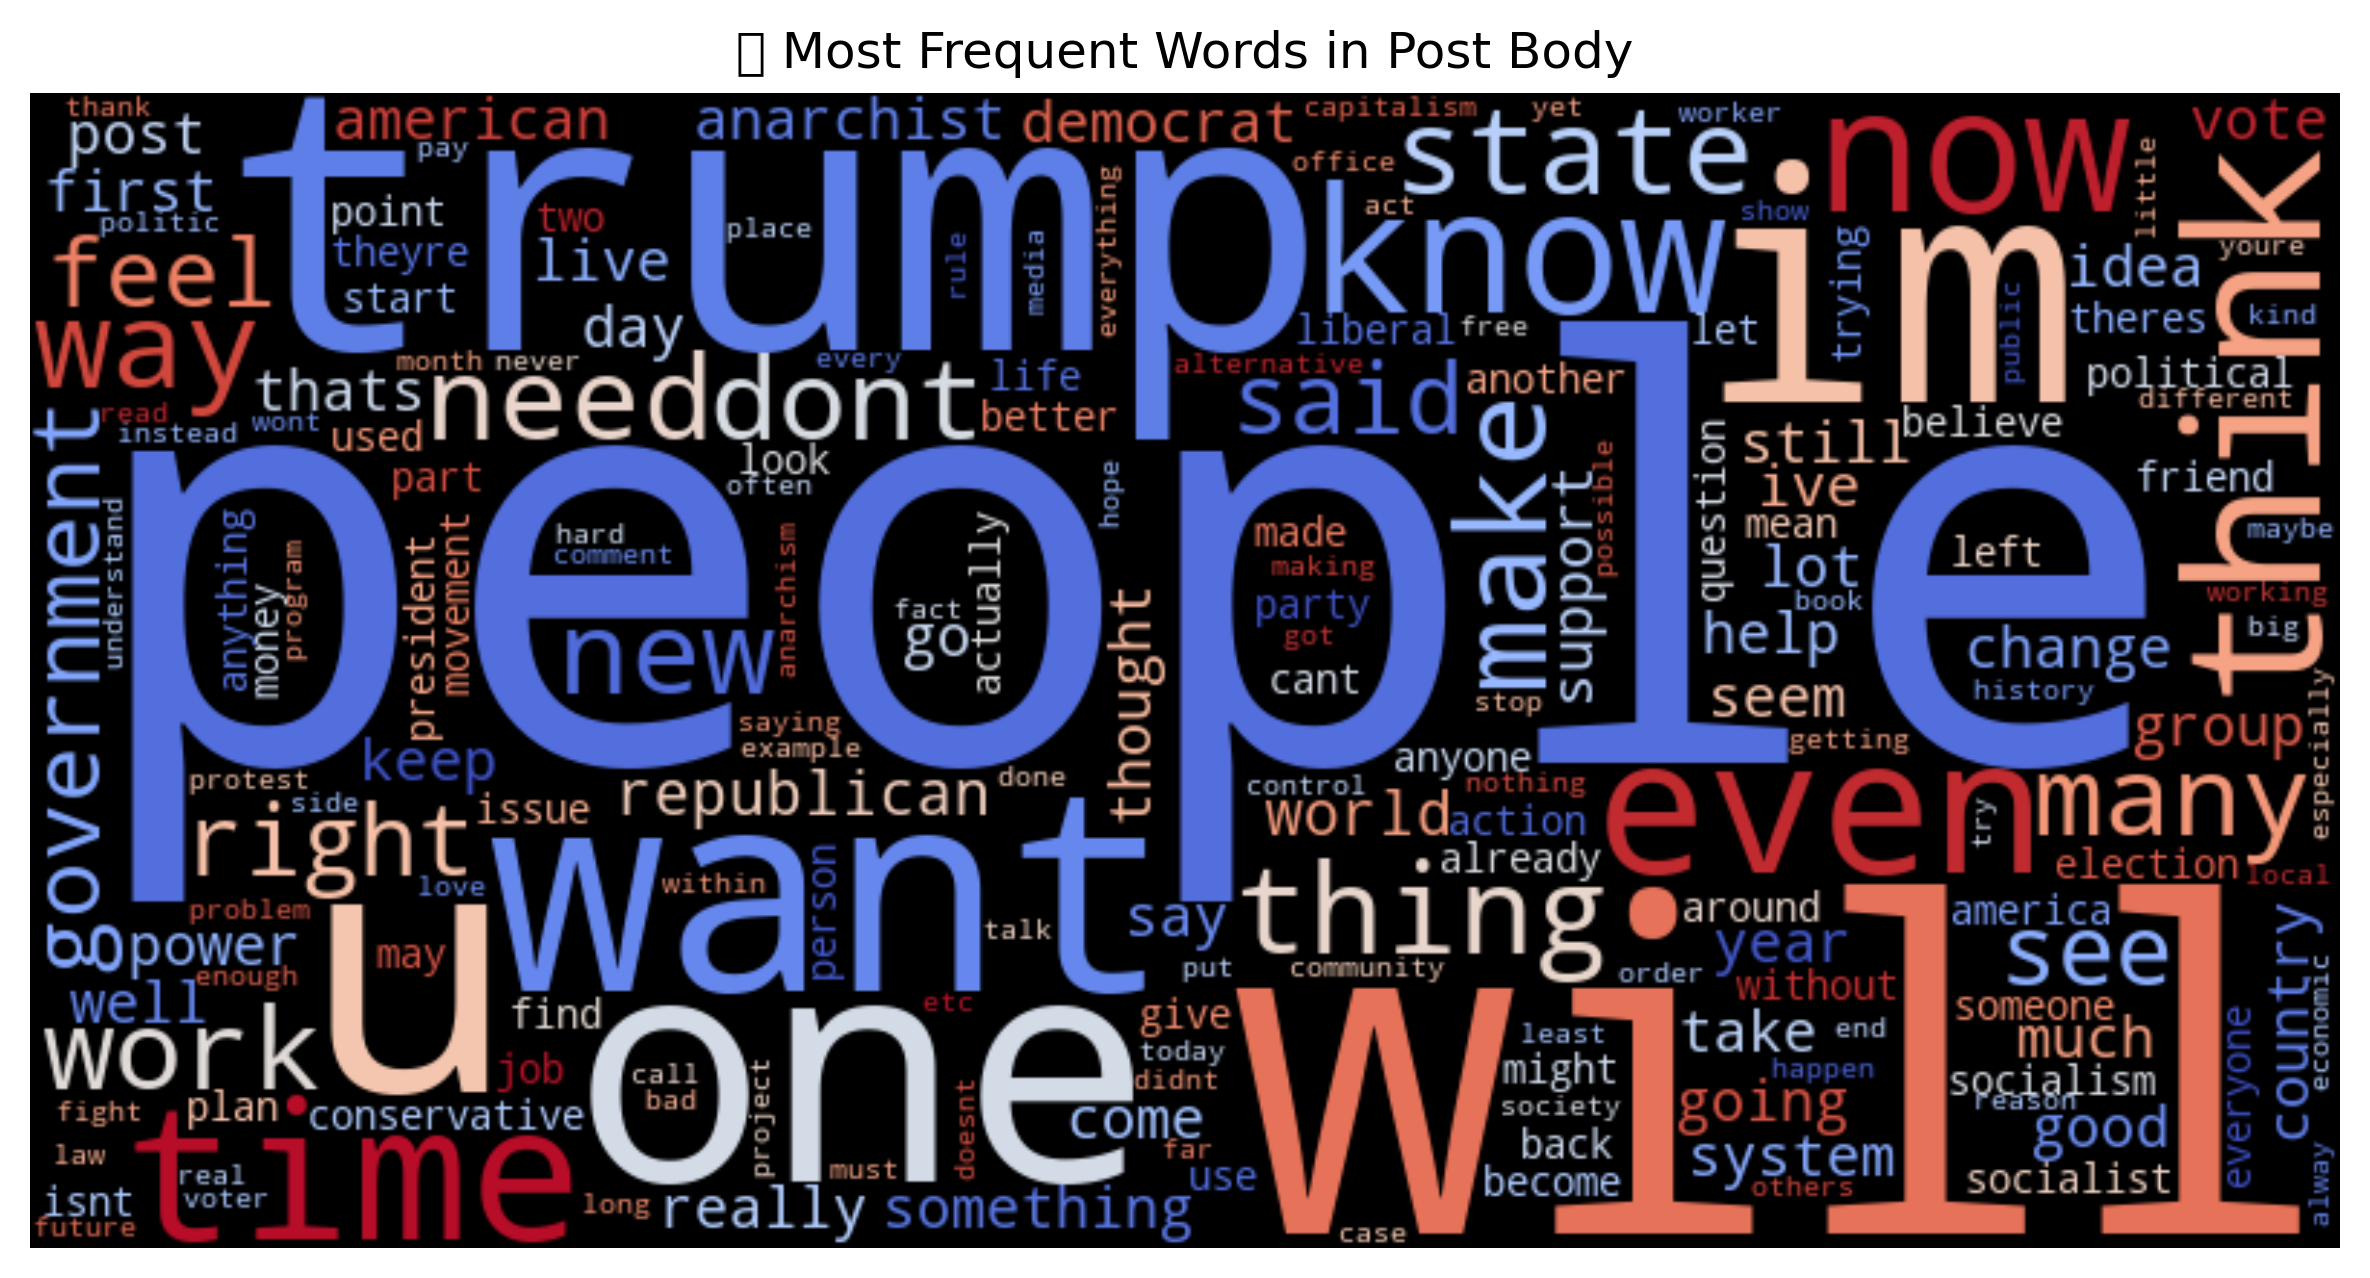 ▯ Most Frequent Words in Post Body
thank
post
american
anarchist
democrat
capitalism
yet
worker
now
vote
first
politic
trump
pay
point
two
theyre
live
start
place
rule
media
everything
office
state
act
know
show
im
trying
public
little
think
youre
idea
theres
kind
feel
way
day
liberal
free
let
month
never
every
alternative
political
different
thats
need
dont
life
better
said
another
believe
read
instead
wont
used
government
understand
people
part
look
often
hope
make
support
possible
question
still
ive
mean
lot
book
help
left
friend
maybe
anything
money
program
president
movement
hard
comment
new
anarchism
fact
go
actually
thought
made
making
party
got
cant
stop
seem
change
history
working
big
group
especially
saying
example
keep
protest
side
right
issue
republican
done
control
anyone
nothing
world
action
already
getting
even
try
many
election
local
problem
love
want
within
person
talk
say
thing
around
america
power
may
enough
well
u
put
community
order
year
without
see
country
economic
work
find
one
etc
give
will
least
take
end
someone
much
everyone
job
call
bad
project
today
didnt
might
happen
socialism
reason
fight
plan
conservative
time
doesnt
come
society
going
good
law
real
voter
must
far
back
system
isnt
future
long
really
something
use
become
others
socialist
alway
case